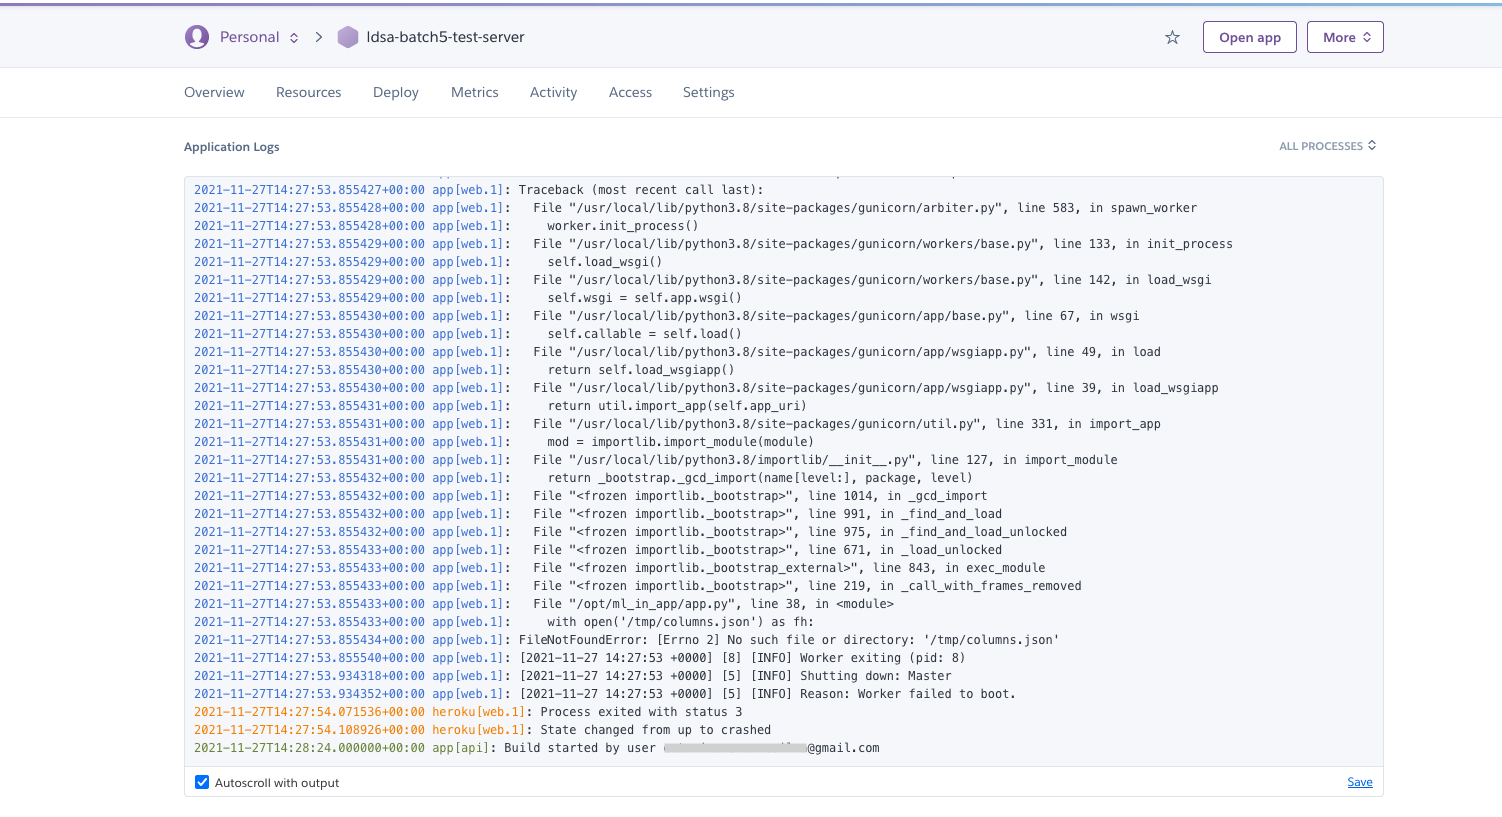 Personal > ldsa-batch5-test-server
Open app
More
Overview Resources Deploy Metrics Activity Access Settings
Application Logs
ALL PROCESSES
2021-11-27T14:27:53.855427+00:00 app[web.1]: Traceback (most recent call last):
2021-11-27T14:27:53.855428+00:00 app[web.1]:   File "/usr/local/lib/python3.8/site-packages/gunicorn/arbiter.py", line 583, in spawn_worker
2021-11-27T14:27:53.855428+00:00 app[web.1]:     worker.init_process()
2021-11-27T14:27:53.855429+00:00 app[web.1]:   File "/usr/local/lib/python3.8/site-packages/gunicorn/workers/base.py", line 133, in init_process
2021-11-27T14:27:53.855429+00:00 app[web.1]:     self.load_wsgi()
2021-11-27T14:27:53.855429+00:00 app[web.1]:   File "/usr/local/lib/python3.8/site-packages/gunicorn/workers/base.py", line 142, in load_wsgi
2021-11-27T14:27:53.855429+00:00 app[web.1]:     self.wsgi = self.app.wsgi()
2021-11-27T14:27:53.855430+00:00 app[web.1]:   File "/usr/local/lib/python3.8/site-packages/gunicorn/app/base.py", line 67, in wsgi
2021-11-27T14:27:53.855430+00:00 app[web.1]:     self.callable = self.load()
2021-11-27T14:27:53.855430+00:00 app[web.1]:   File "/usr/local/lib/python3.8/site-packages/gunicorn/app/wsgiapp.py", line 49, in load
2021-11-27T14:27:53.855430+00:00 app[web.1]:     return self.load_wsgiapp()
2021-11-27T14:27:53.855430+00:00 app[web.1]:   File "/usr/local/lib/python3.8/site-packages/gunicorn/app/wsgiapp.py", line 39, in load_wsgiapp
2021-11-27T14:27:53.855431+00:00 app[web.1]:     return util.import_app(self.app_uri)
2021-11-27T14:27:53.855431+00:00 app[web.1]:   File "/usr/local/lib/python3.8/site-packages/gunicorn/util.py", line 331, in import_app
2021-11-27T14:27:53.855431+00:00 app[web.1]:     mod = importlib.import_module(module)
2021-11-27T14:27:53.855431+00:00 app[web.1]:   File "/usr/local/lib/python3.8/importlib/__init__.py", line 127, in import_module
2021-11-27T14:27:53.855432+00:00 app[web.1]:     return _bootstrap._gcd_import(name[level:], package, level)
2021-11-27T14:27:53.855432+00:00 app[web.1]:   File "<frozen importlib._bootstrap>", line 1014, in _gcd_import
2021-11-27T14:27:53.855432+00:00 app[web.1]:   File "<frozen importlib._bootstrap>", line 991, in _find_and_load
2021-11-27T14:27:53.855432+00:00 app[web.1]:   File "<frozen importlib._bootstrap>", line 975, in _find_and_load_unlocked
2021-11-27T14:27:53.855433+00:00 app[web.1]:   File "<frozen importlib._bootstrap>", line 671, in _load_unlocked
2021-11-27T14:27:53.855433+00:00 app[web.1]:   File "<frozen importlib._bootstrap_external>", line 843, in exec_module
2021-11-27T14:27:53.855433+00:00 app[web.1]:   File "<frozen importlib._bootstrap>", line 219, in _call_with_frames_removed
2021-11-27T14:27:53.855433+00:00 app[web.1]:   File "/opt/ml_in_app/app.py", line 38, in <module>
2021-11-27T14:27:53.855433+00:00 app[web.1]:     with open('/tmp/columns.json') as fh:
2021-11-27T14:27:53.855434+00:00 app[web.1]: FileNotFoundError: [Errno 2] No such file or directory: '/tmp/columns.json'
2021-11-27T14:27:53.855540+00:00 app[web.1]: [2021-11-27 14:27:53 +0000] [8] [INFO] Worker exiting (pid: 8)
2021-11-27T14:27:53.934318+00:00 app[web.1]: [2021-11-27 14:27:53 +0000] [5] [INFO] Shutting down: Master
2021-11-27T14:27:53.934352+00:00 app[web.1]: [2021-11-27 14:27:53 +0000] [5] [INFO] Reason: Worker failed to boot.
2021-11-27T14:27:54.071536+00:00 heroku[web.1]: Process exited with status 3
2021-11-27T14:27:54.108926+00:00 heroku[web.1]: State changed from up to crashed
2021-11-27T14:28:24.000000+00:00 app[api]: Build started by user @gmail.com
Autoscroll with output
Save